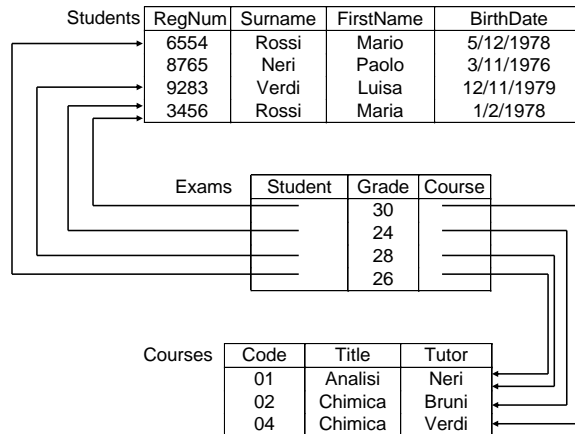 Students RegNum Surname FirstName BirthDate
6554 Rossi Mario 5/12/1978
8765 Neri Paolo 3/11/1976
9283 Verdi Luisa 12/11/1979
3456 Rossi Maria 1/2/1978
Exams Student Grade Course
30
24
28
26
Courses Code Title Tutor
01 Analisi Neri
02 Chimica Bruni
04 Chimica Verdi